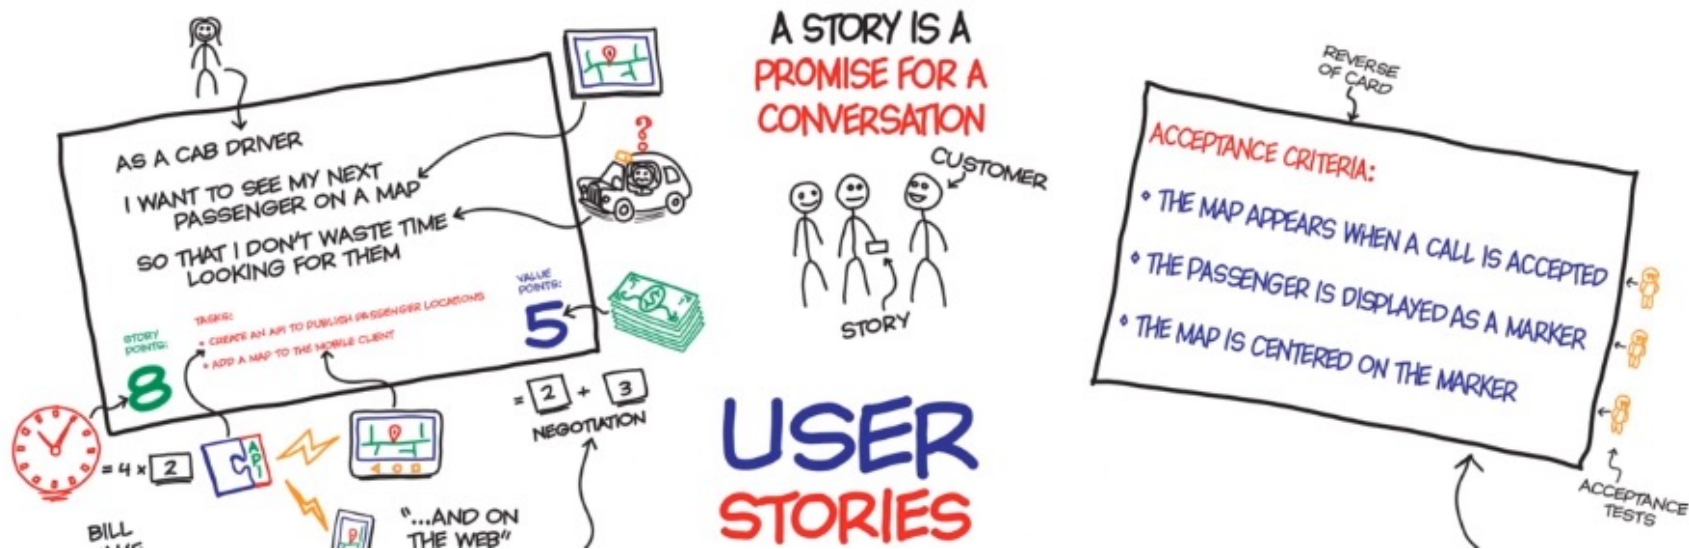 AS A CAB DRIVER
I WANT TO SEE MY NEXT
PASSENGER ON A MAP
SO THAT I DON'T WASTE TIME
LOOKING FOR THEM
STORY
POINTS:
8
TASKS:
• CREATE AN API TO PUBLISH PASSENGER LOCATIONS
• ADD A MAP TO THE MOBILE CLIENT
VALUE
POINTS:
5
?
$
= 4 x 2
API
= 2 + 3
NEGOTIATION
BILL
"...AND ON
THE WEB"
A STORY IS A
PROMISE FOR A
CONVERSATION
CUSTOMER
STORY
USER
STORIES
REVERSE
OF CARD
ACCEPTANCE CRITERIA:
• THE MAP APPEARS WHEN A CALL IS ACCEPTED
• THE PASSENGER IS DISPLAYED AS A MARKER
• THE MAP IS CENTERED ON THE MARKER
ACCEPTANCE
TESTS